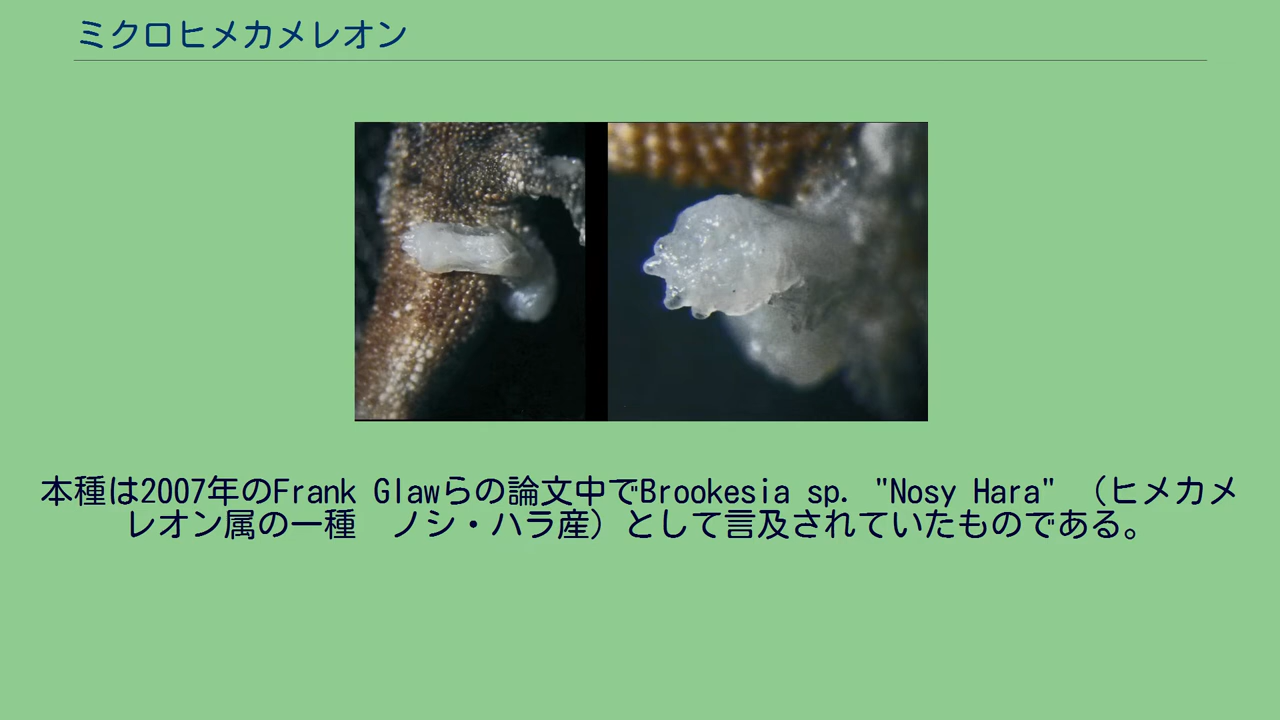 ミクロヒメカメレオン
本種は2007年のFrank Glawらの論文中でBrookesia sp. "Nosy Hara" （ヒメカメ
レオン属の一種　ノシ・ハラ産）として言及されていたものである。